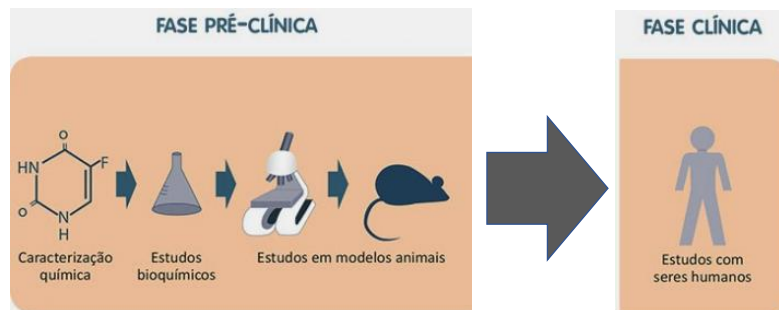 FASE PRÉ-CLÍNICA
O
F
HN
O
N
H
Caracterização
química
Estudos
bioquímicos
Estudos em modelos animais
FASE CLÍNICA
Estudos com
seres humanos